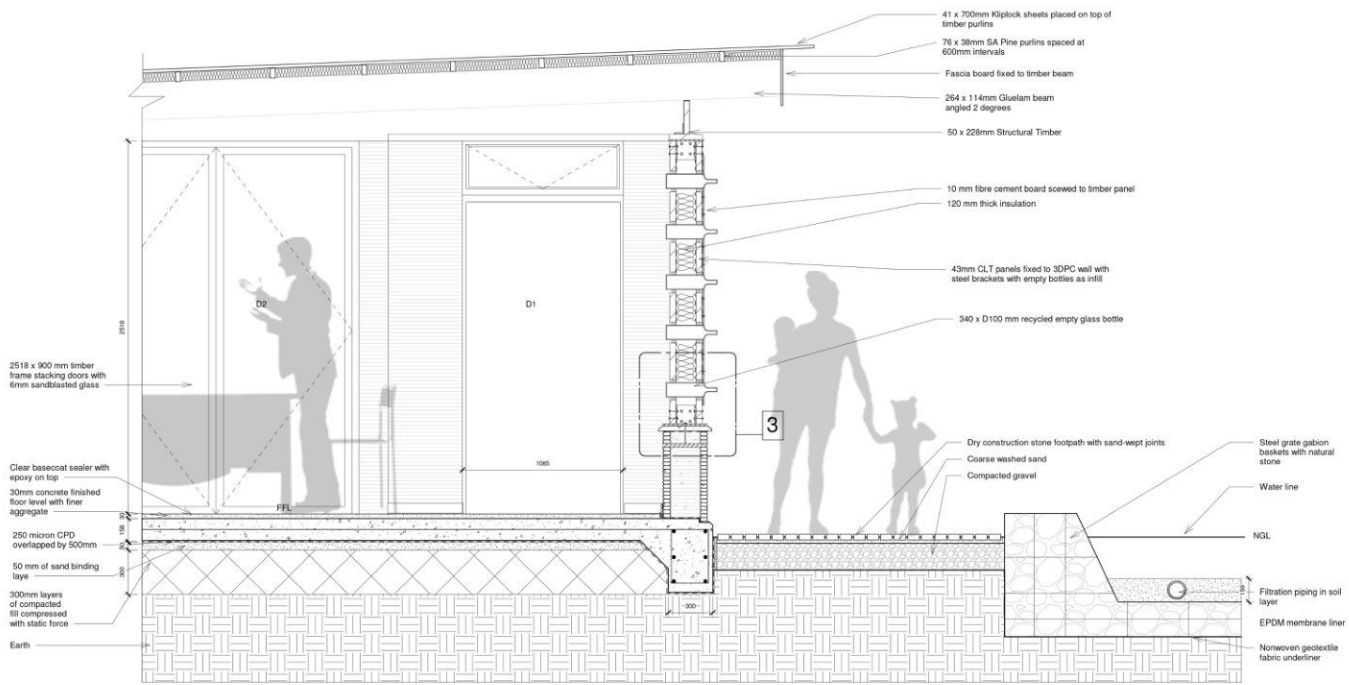 41 x 700mm Kliplock sheets placed on top of
timber purlins
76 x 38mm SA Pine purlins spaced at
600mm intervals
Fascia board fixed to timber beam
264 x 114mm Gluelam beam
angled 2 degrees
50 x 228mm Structural Timber
10 mm fibre cement board scewed to timber panel
120 mm thick insulation
43mm CLT panels fixed to 3DPC wall with
steel brackets with empty bottles as infill
340 x D100 mm recycled empty glass bottle
D2
D1
2518
2518 x 900 mm timber
frame stacking doors with
6mm sandblasted glass
3
Clear basecoat sealer with
epoxy on top
30mm concrete finished
floor level with finer
aggregate
250 micron CPD
overlapped by 500mm
50 mm of sand binding
laye
300mm layers
of compacted
fill compressed
with static force
Earth
1085
FFL
30
158
50
300
300
Dry construction stone footpath with sand-wept joints
Coarse washed sand
Compacted gravel
Steel grate gabion
baskets with natural
stone
Water line
NGL
Filtration piping in soil
layer
EPDM membrane liner
Nonwoven geotextile
fabric underliner